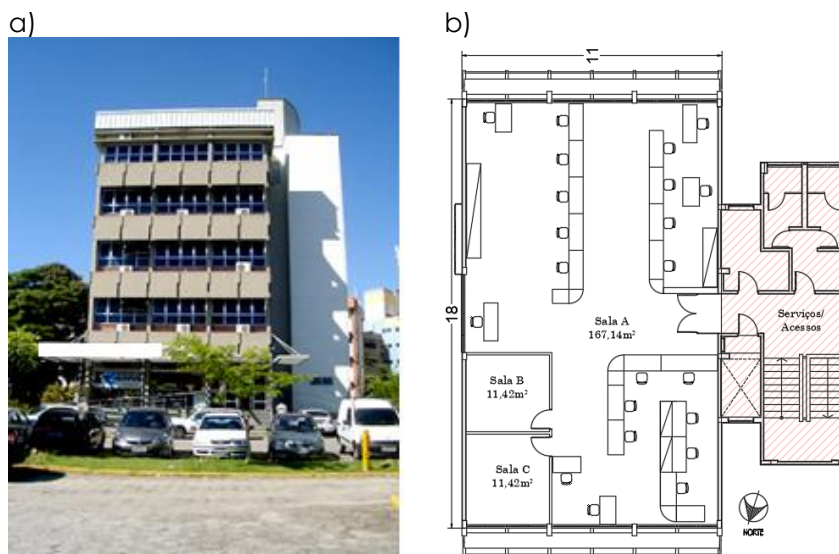 a)
b)
11
18
Sala A
167,14m²
Serviços/
Acessos
Sala B
11,42m²
Sala C
11,42m²
NORTE